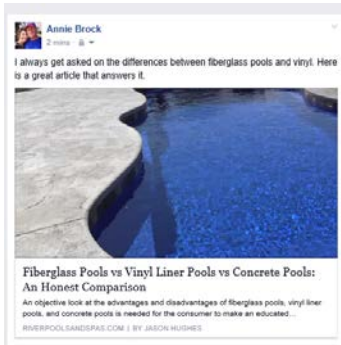 Annie Brock
2 mins
I always get asked on the differences between fiberglass pools and vinyl. Here
is a great article that answers it.
Fiberglass Pools vs Vinyl Liner Pools vs Concrete Pools:
An Honest Comparison
An objective look at the advantages and disadvantages of fiberglass pools, vinyl liner
pools, and concrete pools is needed for the consumer to make an educated...
RIVERPOOLSANDSPAS.COM | BY JASON HUGHES